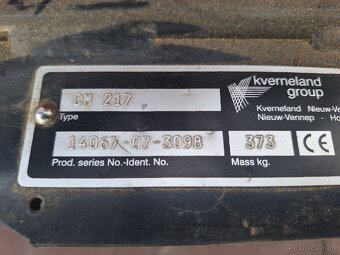 kverneland
group
CM 217
Type
Kverneland Nieuw-Ve
Nieuw-Vennep - Ho
14067-07-3098
373
CE
Prod. series No.-Ident. No.
Mass kg.